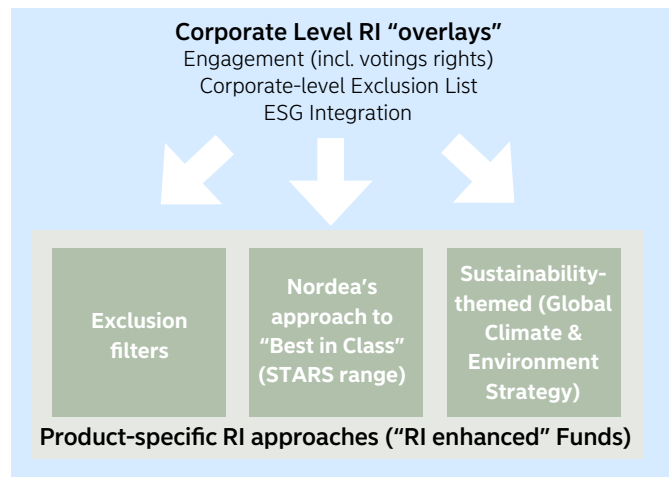 Corporate Level RI “overlays”
Engagement (incl. votings rights)
Corporate-level Exclusion List
ESG Integration
Exclusion
filters
Nordea’s
approach to
“Best in Class”
(STARS range)
Sustainability-
themed (Global
Climate &
Environment
Strategy)
Product-specific RI approaches (“RI enhanced” Funds)